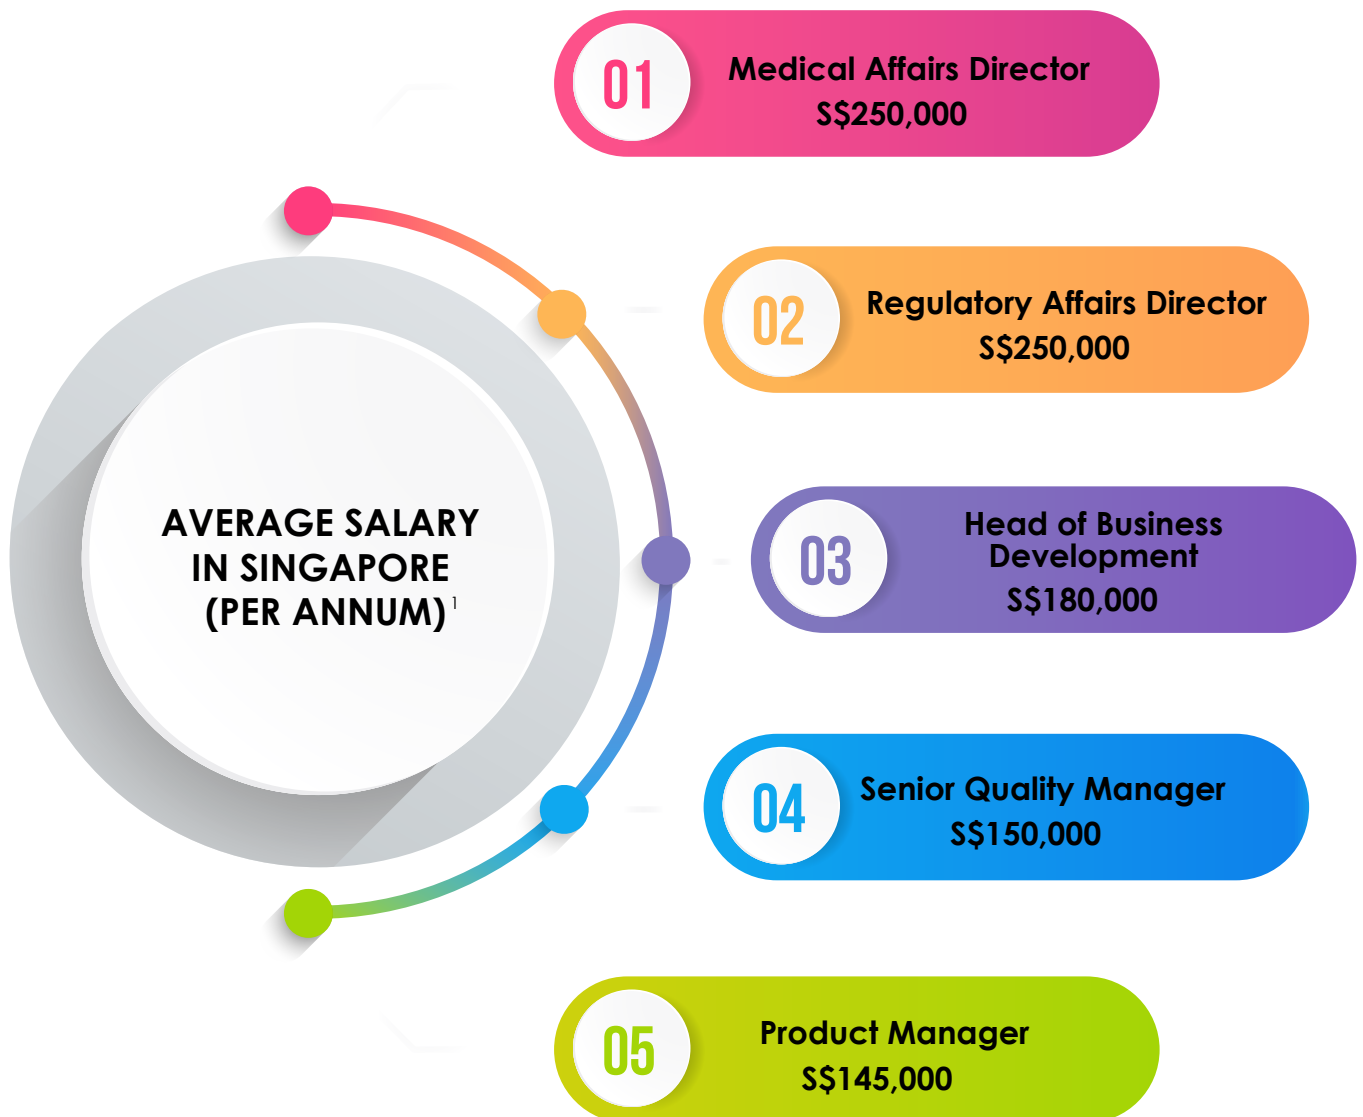 01
Medical Affairs Director
S$250,000
02
Regulatory Affairs Director
S$250,000
AVERAGE SALARY
IN SINGAPORE
(PER ANNUM) 1
03
Head of Business
Development
S$180,000
04
Senior Quality Manager
S$150,000
05
Product Manager
S$145,000